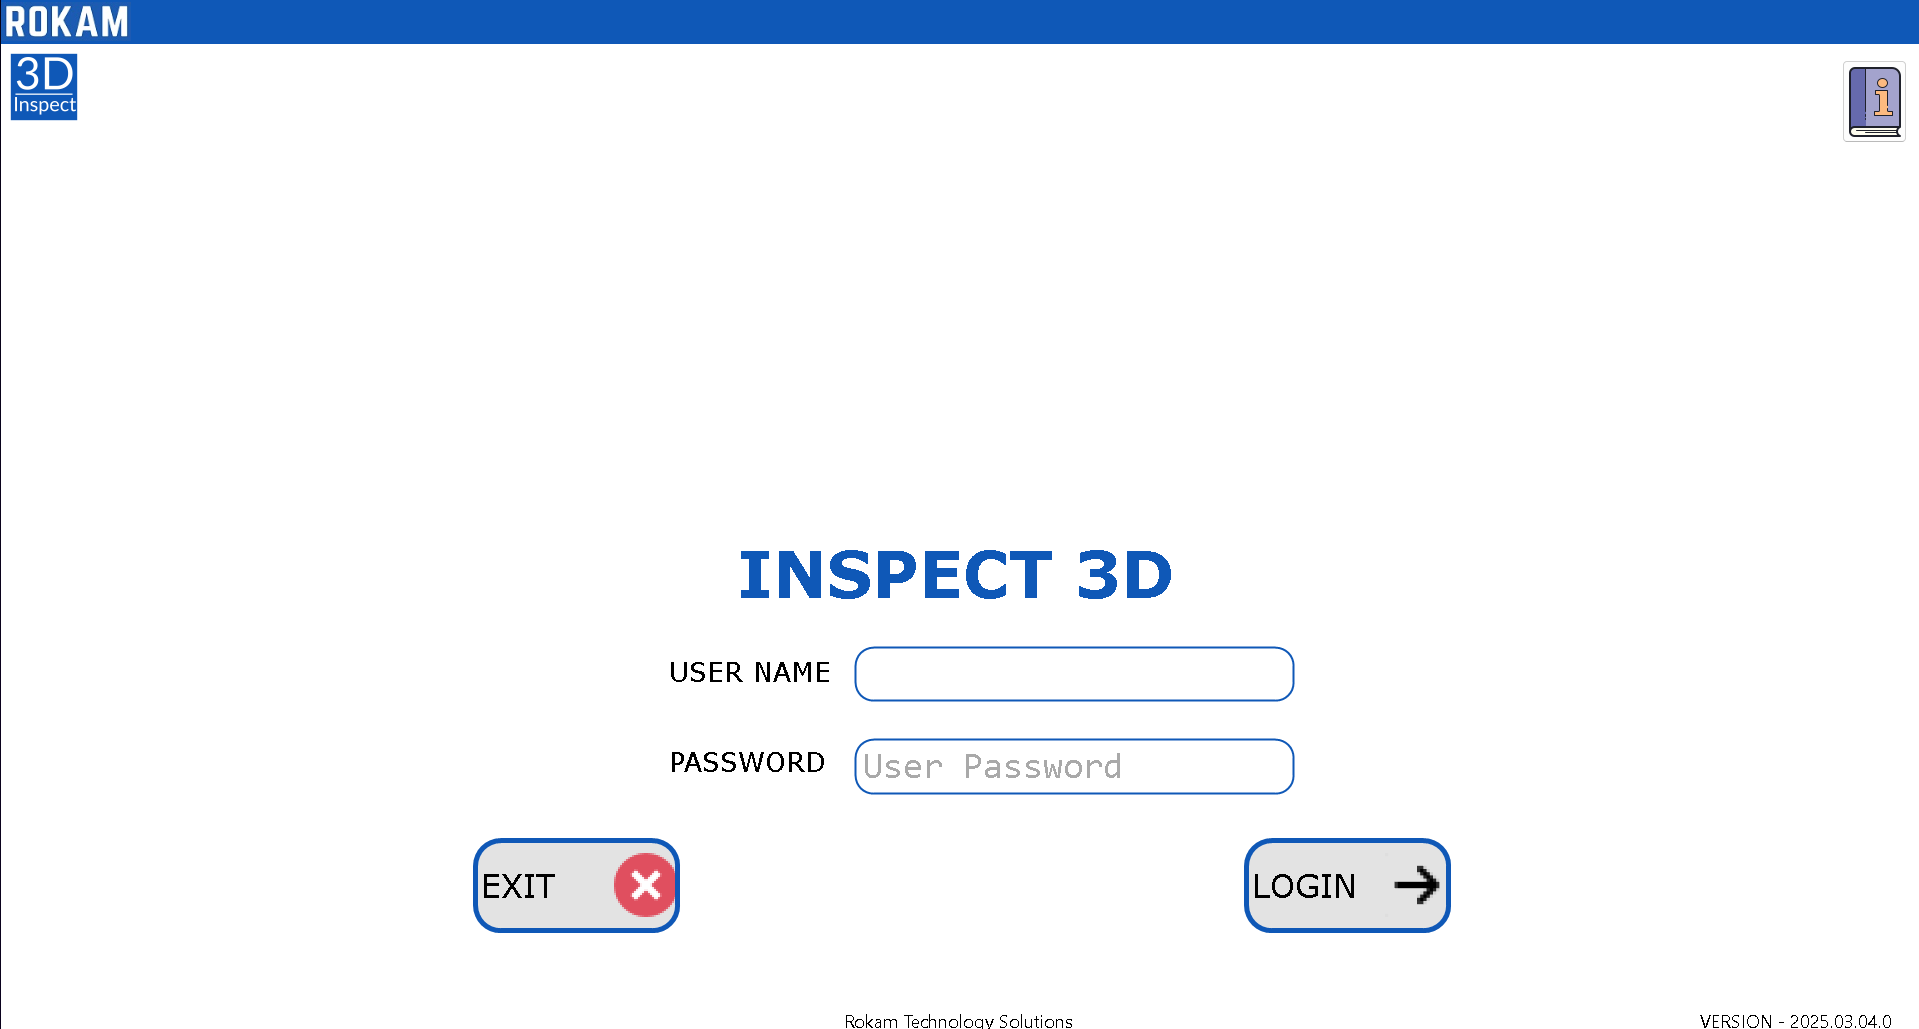 ROKAM
3D
Inspect
i
INSPECT 3D
USER NAME
PASSWORD
User Password
EXIT
LOGIN
Rokam Technology Solutions
VERSION - 2025.03.04.0